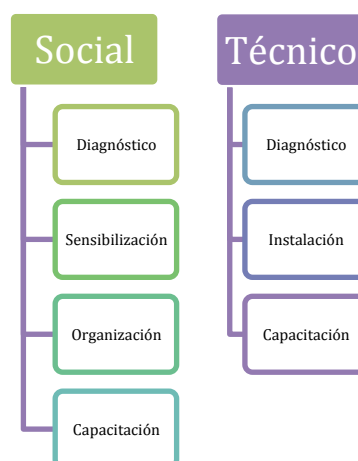 Social
Diagnóstico
Sensibilización
Organización
Capacitación
Técnico
Diagnóstico
Instalación
Capacitación